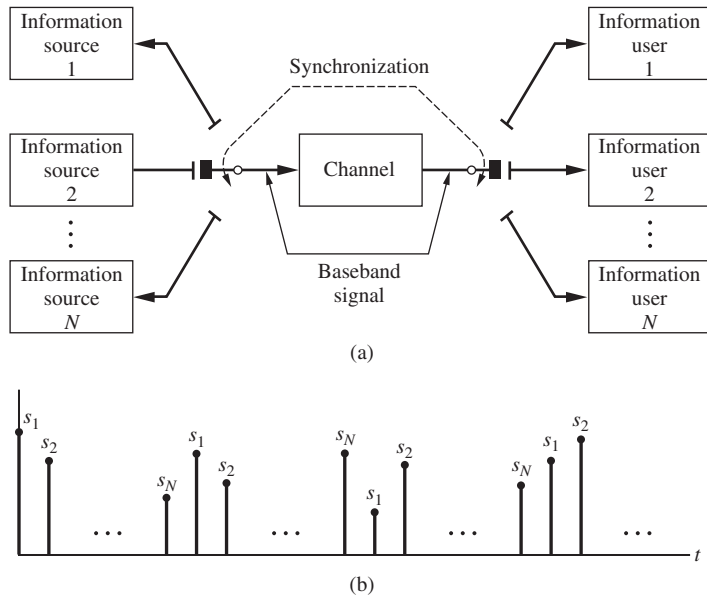 Information
source
1
Information
user
1
Synchronization
Information
source
2
Channel
Information
user
2
Baseband
signal
Information
source
N
Information
user
N
(a)
s1
s2
. . .
sN
s1
s2
. . .
sN
s1
s2
. . .
sN
s1
s2
. . .
t
(b)